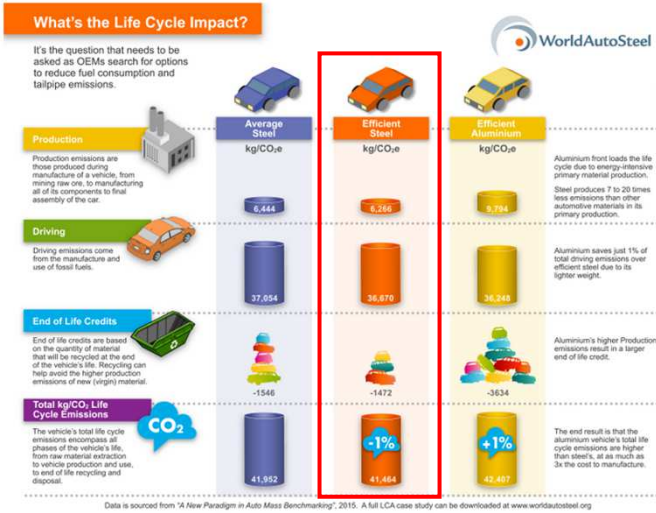 What's the Life Cycle Impact?
WorldAutoSteel
It's the question that needs to be
asked as OEMs search for options
to reduce fuel consumption and
tailpipe emissions.
Average
Steel
Efficient
Steel
Efficient
Aluminium
kg/CO₂e
kg/CO₂e
kg/CO₂e
Production
Production emissions are
those produced during
manufacture of a vehicle, from
mining raw ore, to manufacturing
all of its components to final
assembly of the car.
6,444
6,266
9,794
Aluminium front loads the life
cycle due to energy-intensive
primary material production.
Steel produces 7 to 20 times
less emissions than other
automotive materials in its
primary production.
Driving
Driving emissions come
from the manufacture and
use of fossil fuels.
37,054
36,670
36,248
Aluminium saves just 1% of
total driving emissions over
efficient steel due to its
lighter weight.
End of Life Credits
End of life credits are based
on the quantity of material
that will be recycled at the end
of the vehicle's life. Recycling can
help avoid the higher production
emissions of new (virgin) material.
-1546
-1472
-3634
Aluminium's higher Production
emissions result in a larger
end of life credit.
Total kg/CO₂ Life
Cycle Emissions
The vehicle's total life cycle
emissions encompass all
phases of the vehicle's life,
from raw material extraction
to vehicle production and use,
to end of life recycling and
disposal.
CO₂
41,952
-1%
41,464
+1%
42,407
The end result is that the
aluminium vehicle's total life
cycle emissions are higher
than steel's, at as much as
3x the cost to manufacture.
Data is sourced from "A New Paradigm in Auto Mass Benchmarking", 2015. A full LCA case study can be downloaded at www.worldautosteel.org